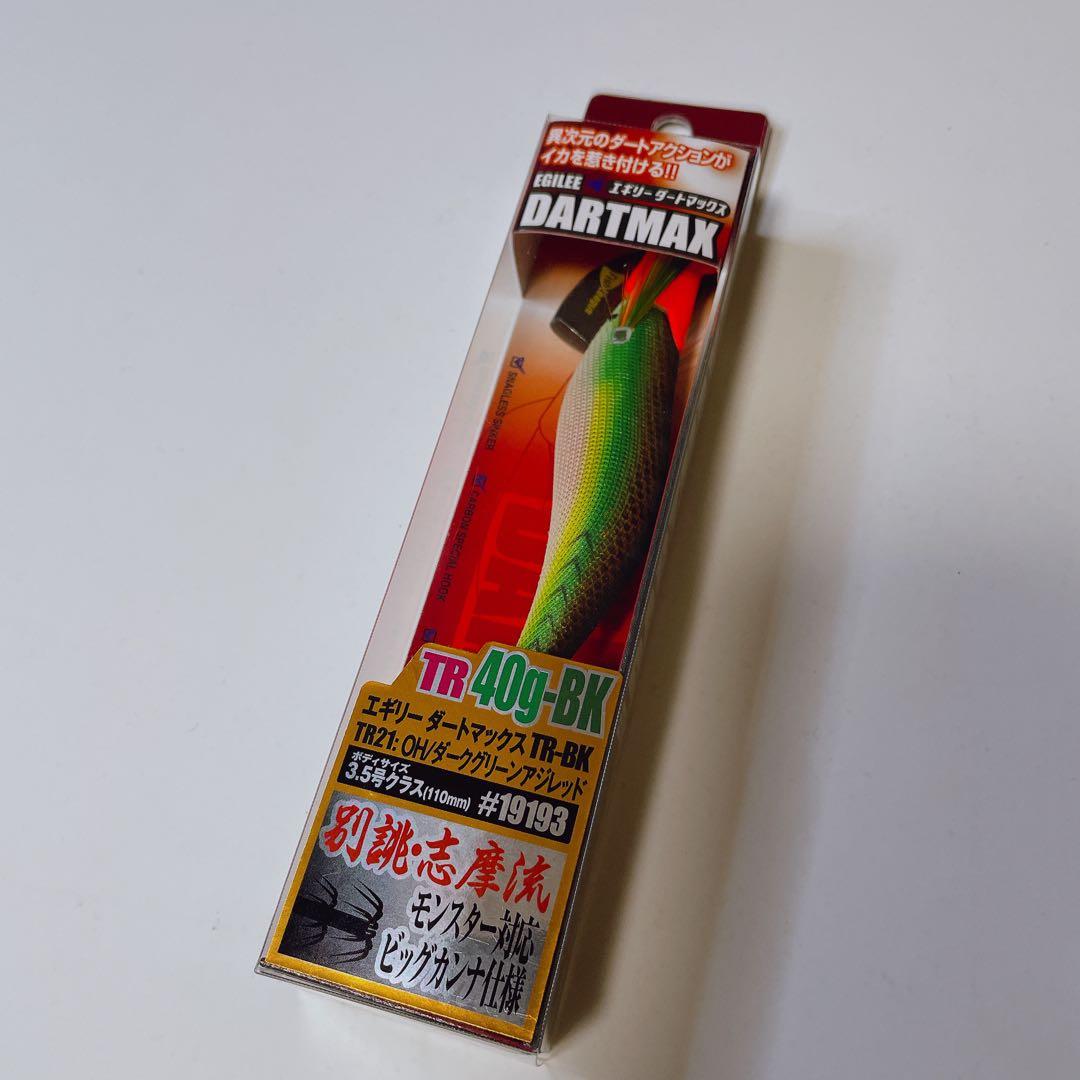 異次元のダートアクションが
イカを惹き付ける!!
EGILEE エギリーダートマックス
DARTMAX
SNAGLESS SINKER
CARBON SPECIAL HOOK
TR 40g-BK
エギリー ダートマックス TR-BK
TR21: OH/ダークグリーンアジレッド
ボディサイズ
3.5号クラス(110mm) #19193
別誂・志摩流
モンスター対応
ビッグカンナ仕様